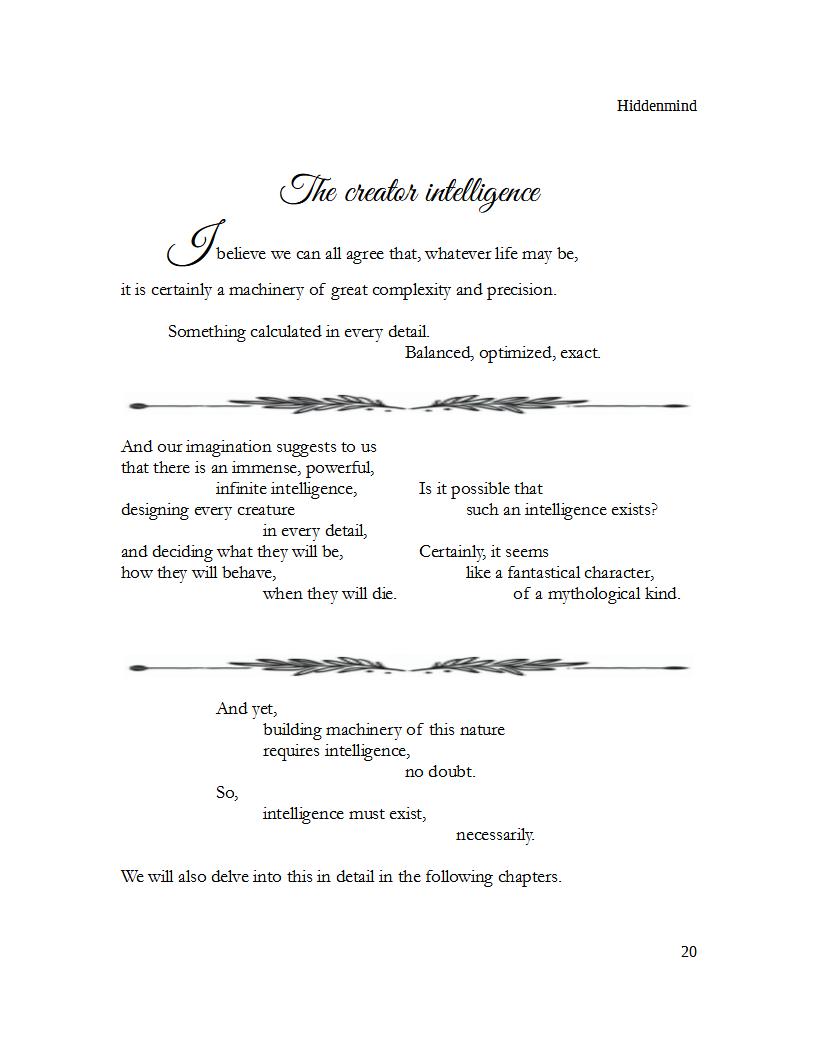 Hiddenmind
The creator intelligence
I believe we can all agree that, whatever life may be,
it is certainly a machinery of great complexity and precision.
Something calculated in every detail.
Balanced, optimized, exact.
And our imagination suggests to us
that there is an immense, powerful,
infinite intelligence,
designing every creature
in every detail,
and deciding what they will be,
how they will behave,
when they will die.
Is it possible that
such an intelligence exists?
Certainly, it seems
like a fantastical character,
of a mythological kind.
And yet,
building machinery of this nature
requires intelligence,
no doubt.
So,
intelligence must exist,
necessarily.
We will also delve into this in detail in the following chapters.
20